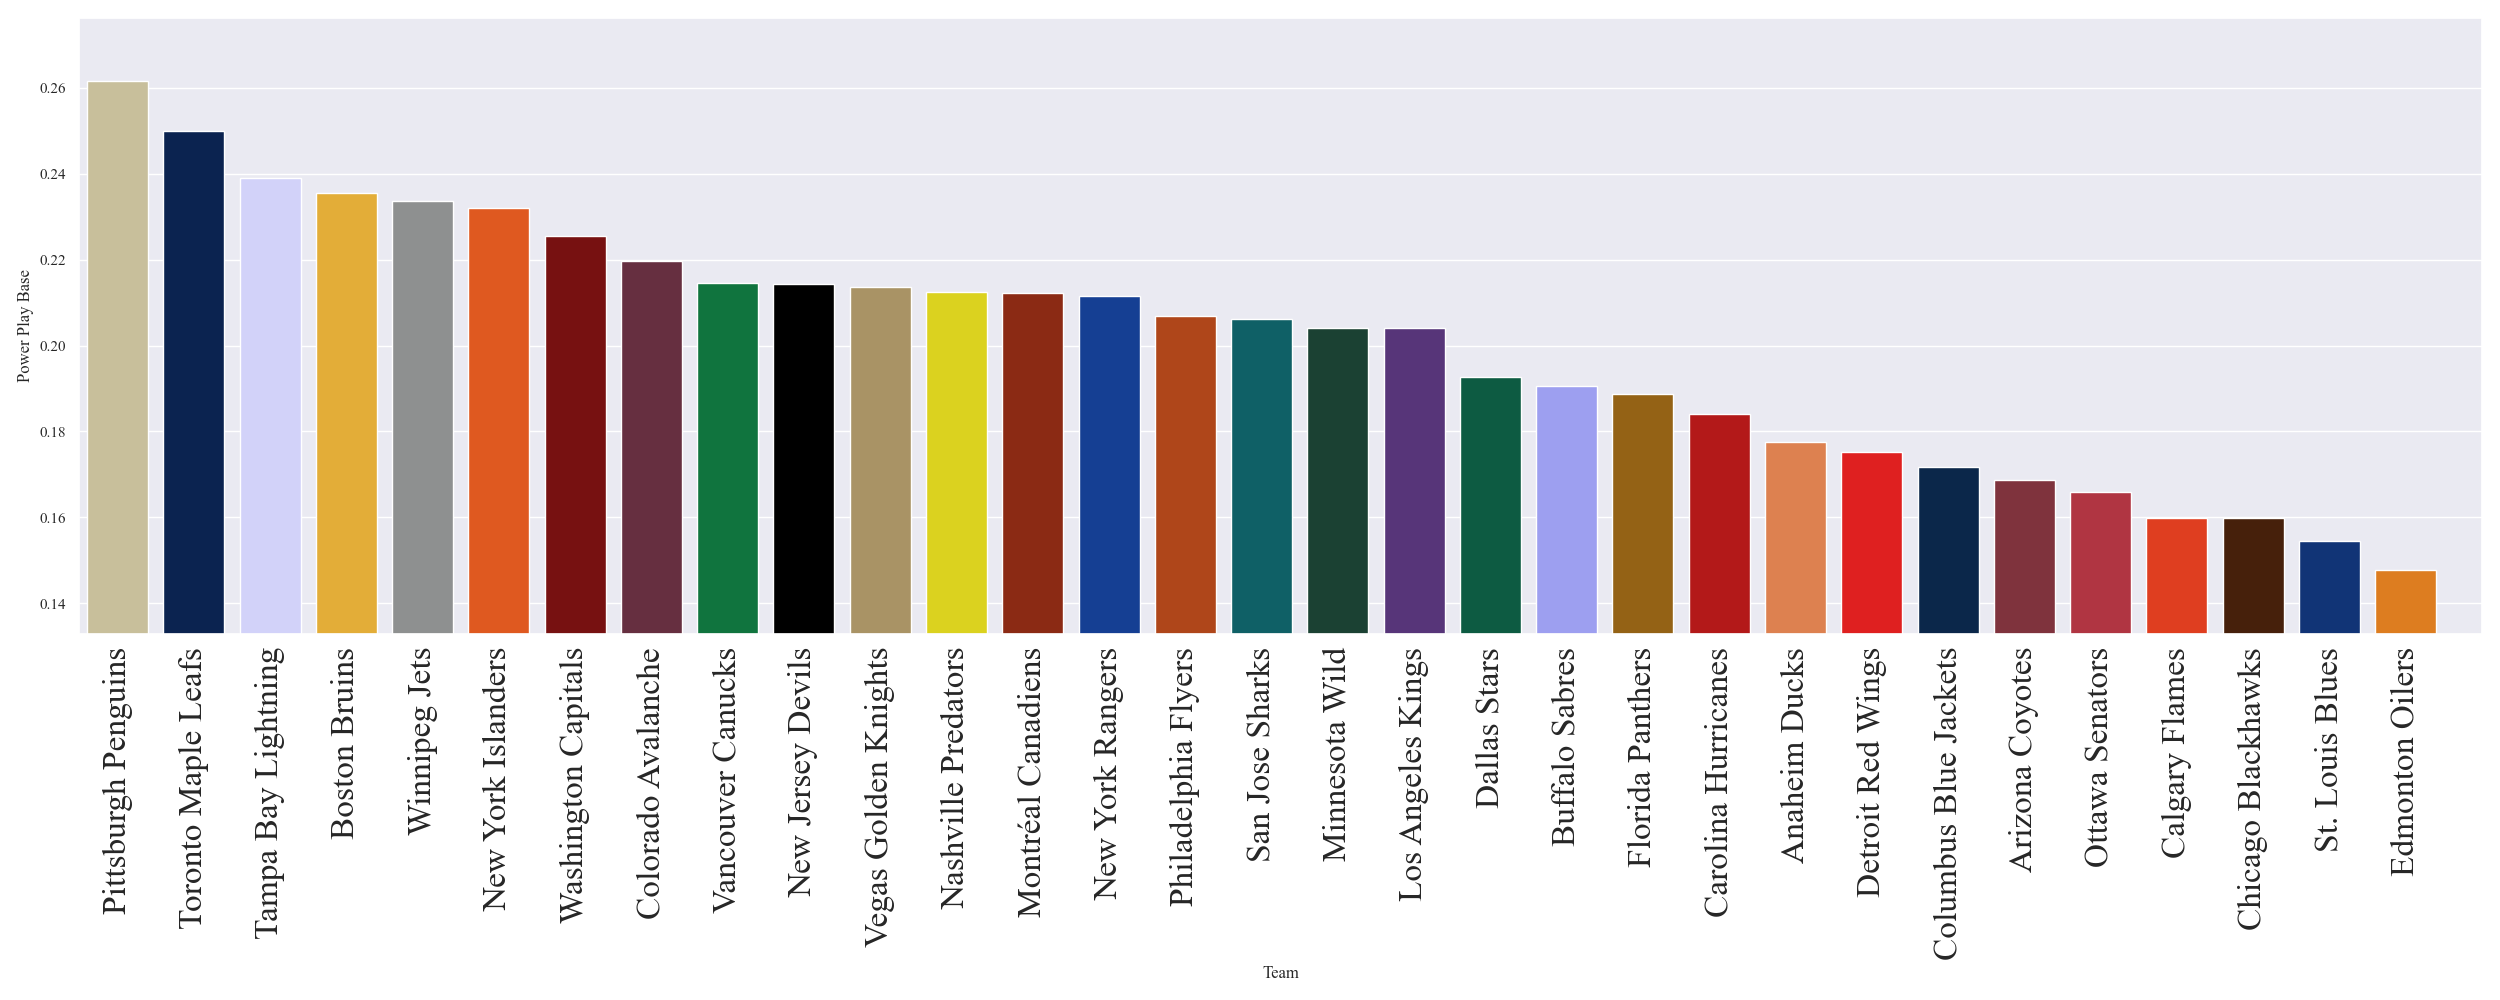 Power Play Base
0.26
0.24
0.22
0.20
0.18
0.16
0.14
Pittsburgh Penguins
Toronto Maple Leafs
Tampa Bay Lightning
Boston Bruins
Winnipeg Jets
New York Islanders
Washington Capitals
Colorado Avalanche
Vancouver Canucks
New Jersey Devils
Vegas Golden Knights
Nashville Predators
Montréal Canadiens
New York Rangers
Philadelphia Flyers
San Jose Sharks
Minnesota Wild
Los Angeles Kings
Dallas Stars
Buffalo Sabres
Florida Panthers
Carolina Hurricanes
Anaheim Ducks
Detroit Red Wings
Columbus Blue Jackets
Arizona Coyotes
Ottawa Senators
Calgary Flames
Chicago Blackhawks
St. Louis Blues
Edmonton Oilers
Team